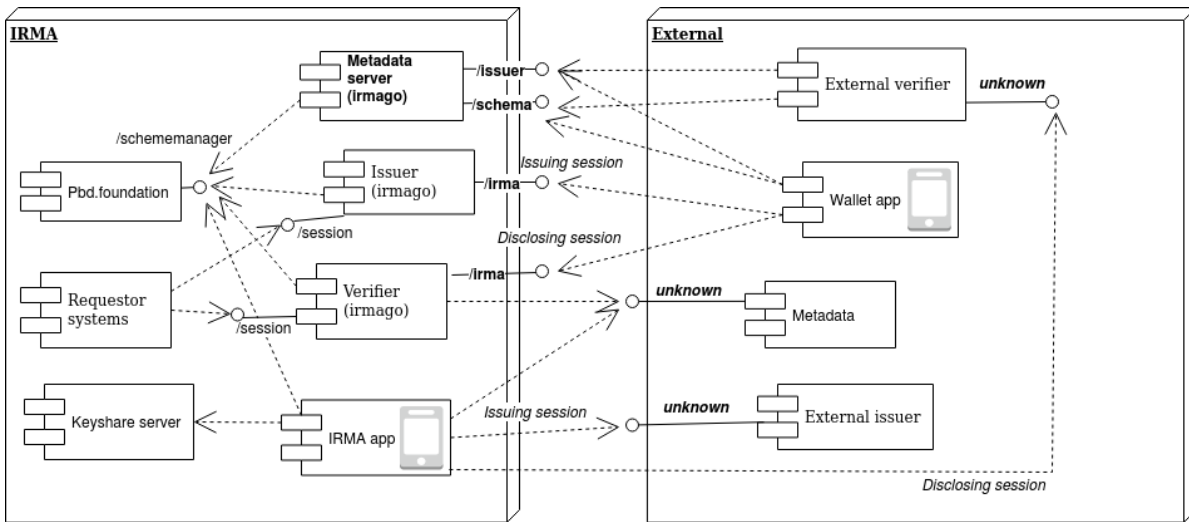 IRMA
External
Metadata
server
(irmago)
/issuer
/schema
External verifier
unknown
/schememanager
Pbd.foundation
Issuer
(irmago)
/irma
Issuing session
Wallet app
/session
Disclosing session
Requestor
systems
Verifier
(irmago)
/irma
/session
unknown
Metadata
Keyshare server
IRMA app
Issuing session
unknown
External issuer
Disclosing session